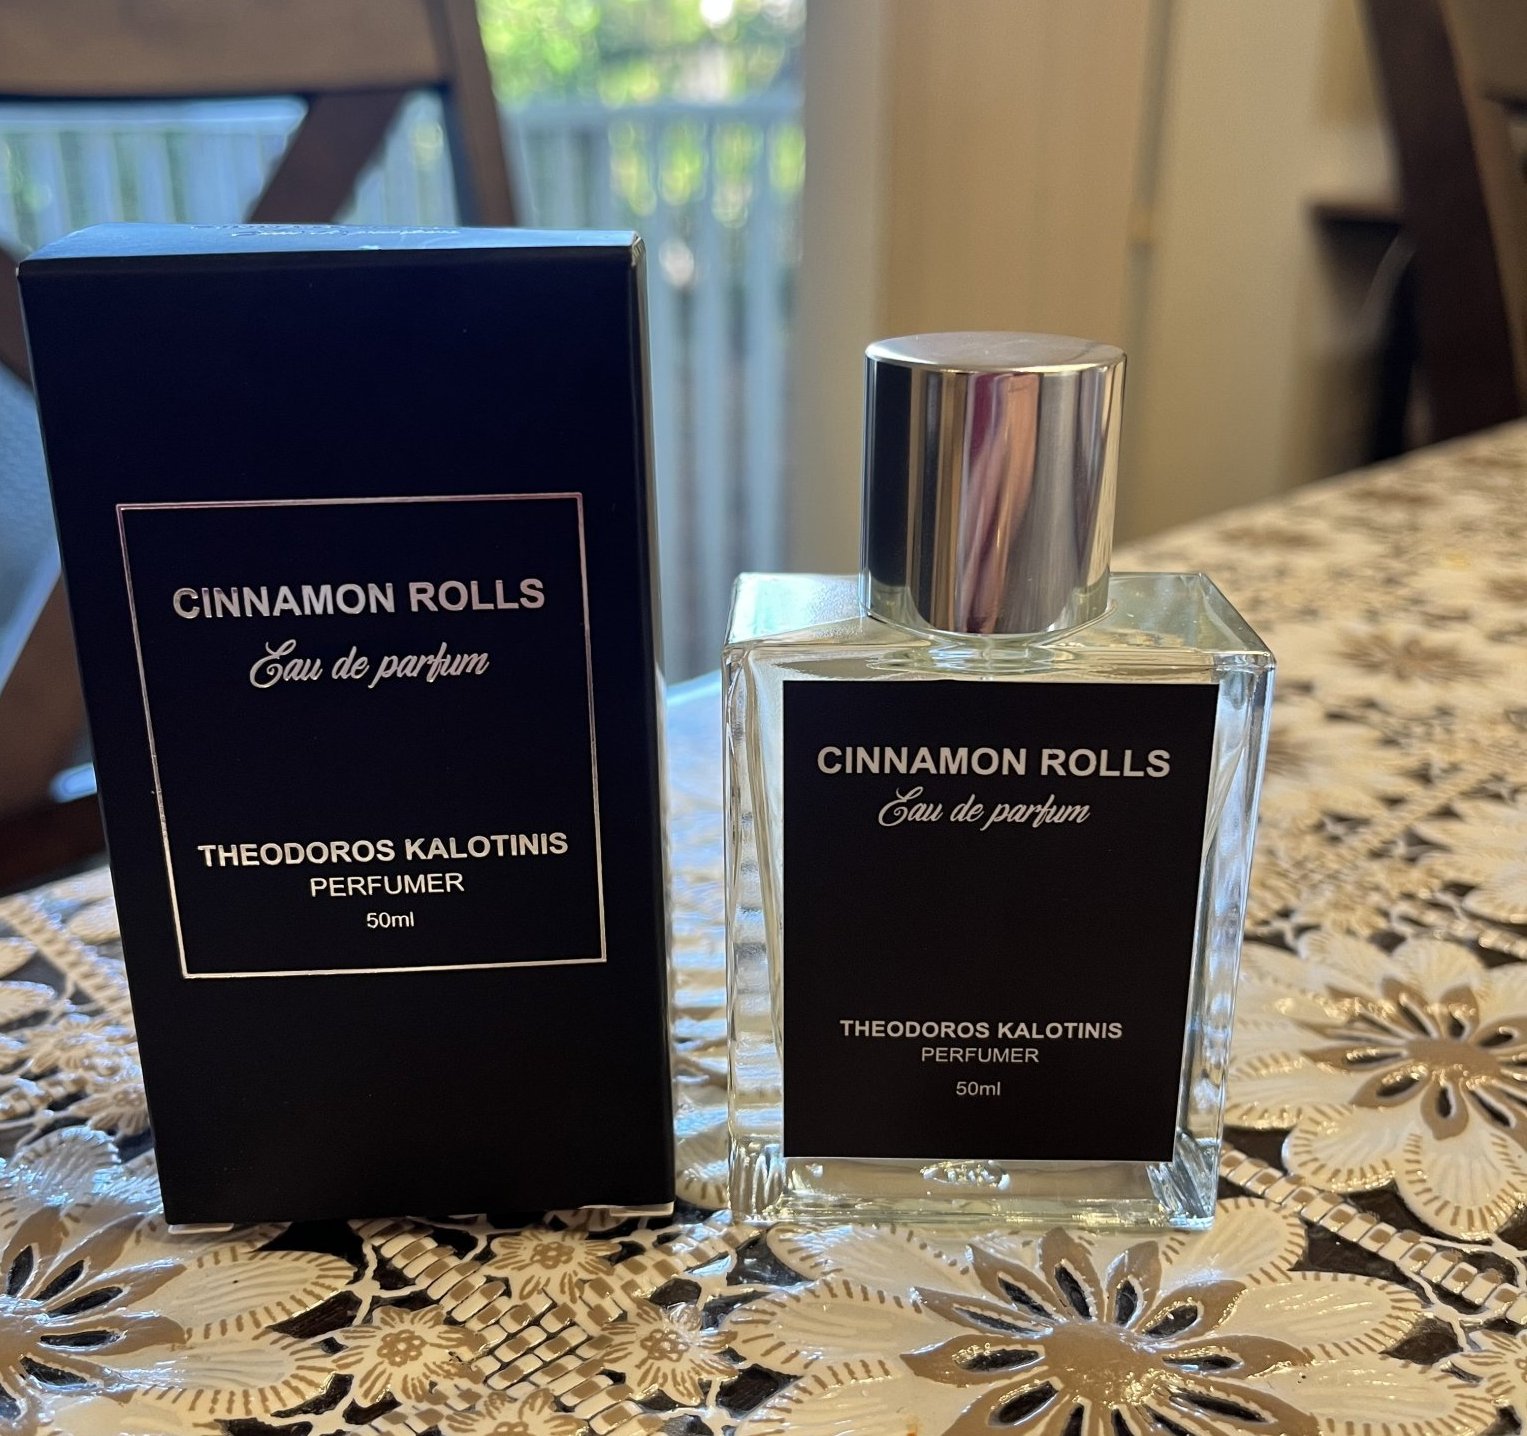 CINNAMON ROLLS
Eau de parfum
THEODOROS KALOTINIS
PERFUMER
50ml
CINNAMON ROLLS
Eau de parfum
THEODOROS KALOTINIS
PERFUMER
50ml